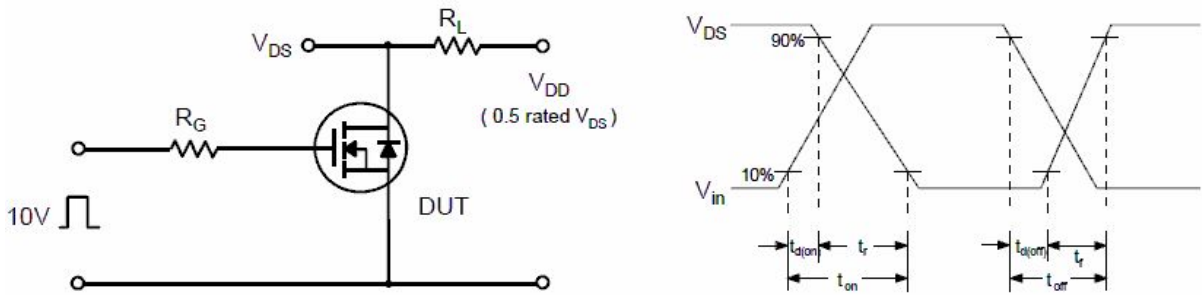 RL
VDS
VDD
( 0.5 rated VDS)
RG
10V
DUT
VDS
90%
10%
Vin
td(on)
tr
td(off)
tf
ton
toff